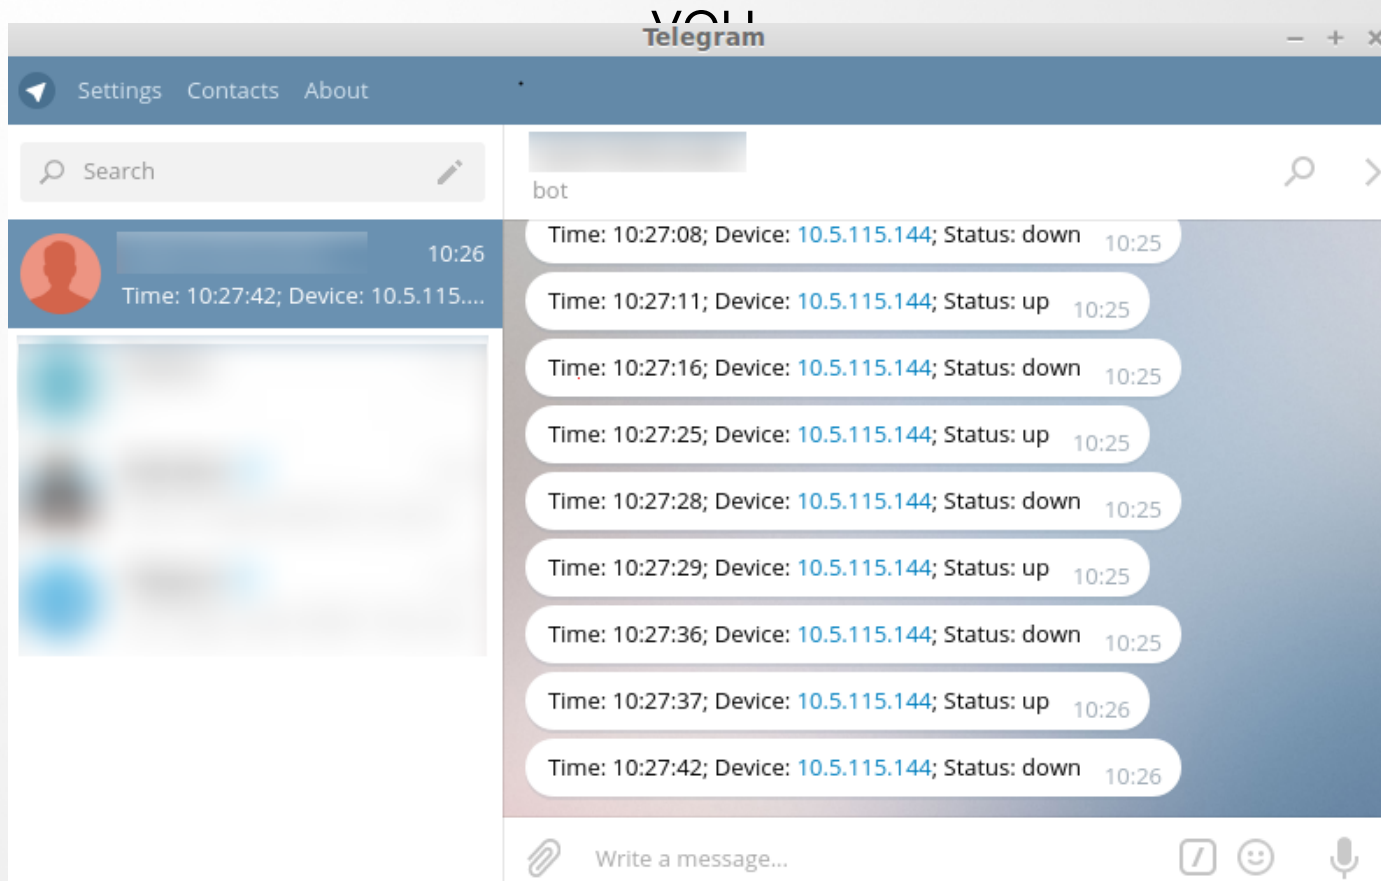 you
Telegram
Settings Contacts About
Search
bot
10:26
Time: 10:27:42; Device: 10.5.115....
Time: 10:27:08; Device: 10.5.115.144; Status: down 10:25
Time: 10:27:11; Device: 10.5.115.144; Status: up 10:25
Time: 10:27:16; Device: 10.5.115.144; Status: down 10:25
Time: 10:27:25; Device: 10.5.115.144; Status: up 10:25
Time: 10:27:28; Device: 10.5.115.144; Status: down 10:25
Time: 10:27:29; Device: 10.5.115.144; Status: up 10:25
Time: 10:27:36; Device: 10.5.115.144; Status: down 10:25
Time: 10:27:37; Device: 10.5.115.144; Status: up 10:26
Time: 10:27:42; Device: 10.5.115.144; Status: down 10:26
Write a message...